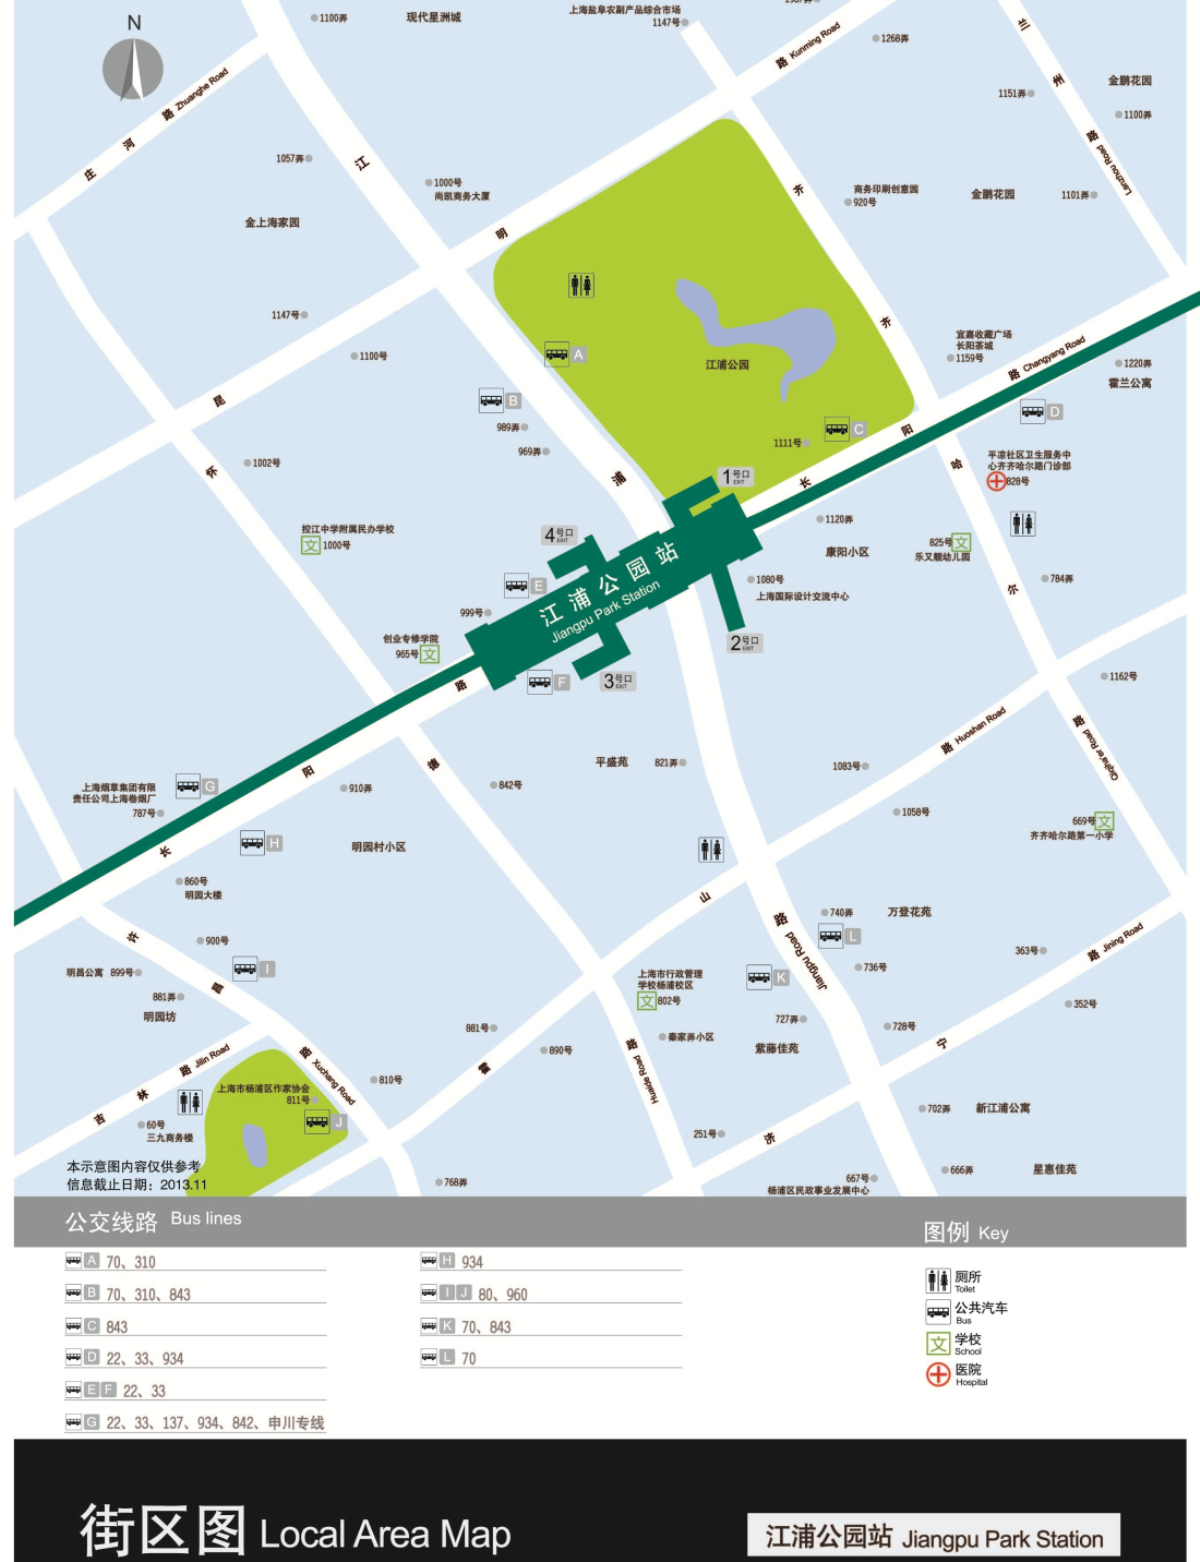 N
1100弄
现代星洲城
上海盐阜农副产品综合市场
1147号
1268弄
路 Kunming Road
兰
州
路
Lanzhou Road
1151弄
金鹏花园
1100弄
庄
河
路 Zhuanghe Road
1057弄
江
1000号
尚凯商务大厦
金上海家园
明
齐
商务印刷创意园
920号
金鹏花园
1101弄
1147号
1100号
A
江浦公园
齐
宜嘉收藏广场
长阳茶城
1159号
路 Changyang Road
1220弄
霍兰公寓
昆
B
989弄
969弄
1111号
C
阳
D
怀
1002号
浦
1号口
EXIT
长
哈
平凉社区卫生服务中
心齐齐哈尔路门诊部
828号
控江中学附属民办学校
文 1000号
4号口
EXIT
1120弄
康阳小区
825号 文
乐又靓幼儿园
E
江浦公园站
Jiangpu Park Station
1080号
上海国际设计交流中心
尔
784弄
999号
创业专修学院
965号 文
2号口
EXIT
路
F
3号口
EXIT
1162号
路
Qiqiha'er Road
路 Huoshan Road
平盛苑
821弄
1083号
德
842号
阳
910弄
上海烟草集团有限
责任公司上海卷烟厂
787号
G
1058号
669号 文
齐齐哈尔路第一小学
H
明园村小区
长
860号
明园大楼
山
路
Jiangpu Road
740弄
万登花苑
L
许
900号
363号
路 Jining Road
明昌公寓 899号
I
昌
881弄
明园坊
上海市行政管理
学校杨浦校区
文 802号
K
736号
352号
727弄
728号
881号
秦家弄小区
紫藤佳苑
宁
890号
路
Huaide Road
路 Jilin Road
路
Xuchang Road
霍
林
吉
上海市杨浦区作家协会
811号
J
810号
60号
三九商务楼
702弄
新江浦公寓
251号
济
本示意图内容仅供参考
信息截止日期：2013.11
768弄
667号
杨浦区民政事业发展中心
666弄
星惠佳苑
公交线路 Bus lines
图例 Key
A 70、310
B 70、310、843
C 843
D 22、33、934
E F 22、33
G 22、33、137、934、842、申川专线
H 934
I J 80、960
K 70、843
L 70
厕所
Toilet
公共汽车
Bus
文 学校
School
医院
Hospital
街区图 Local Area Map
江浦公园站 Jiangpu Park Station